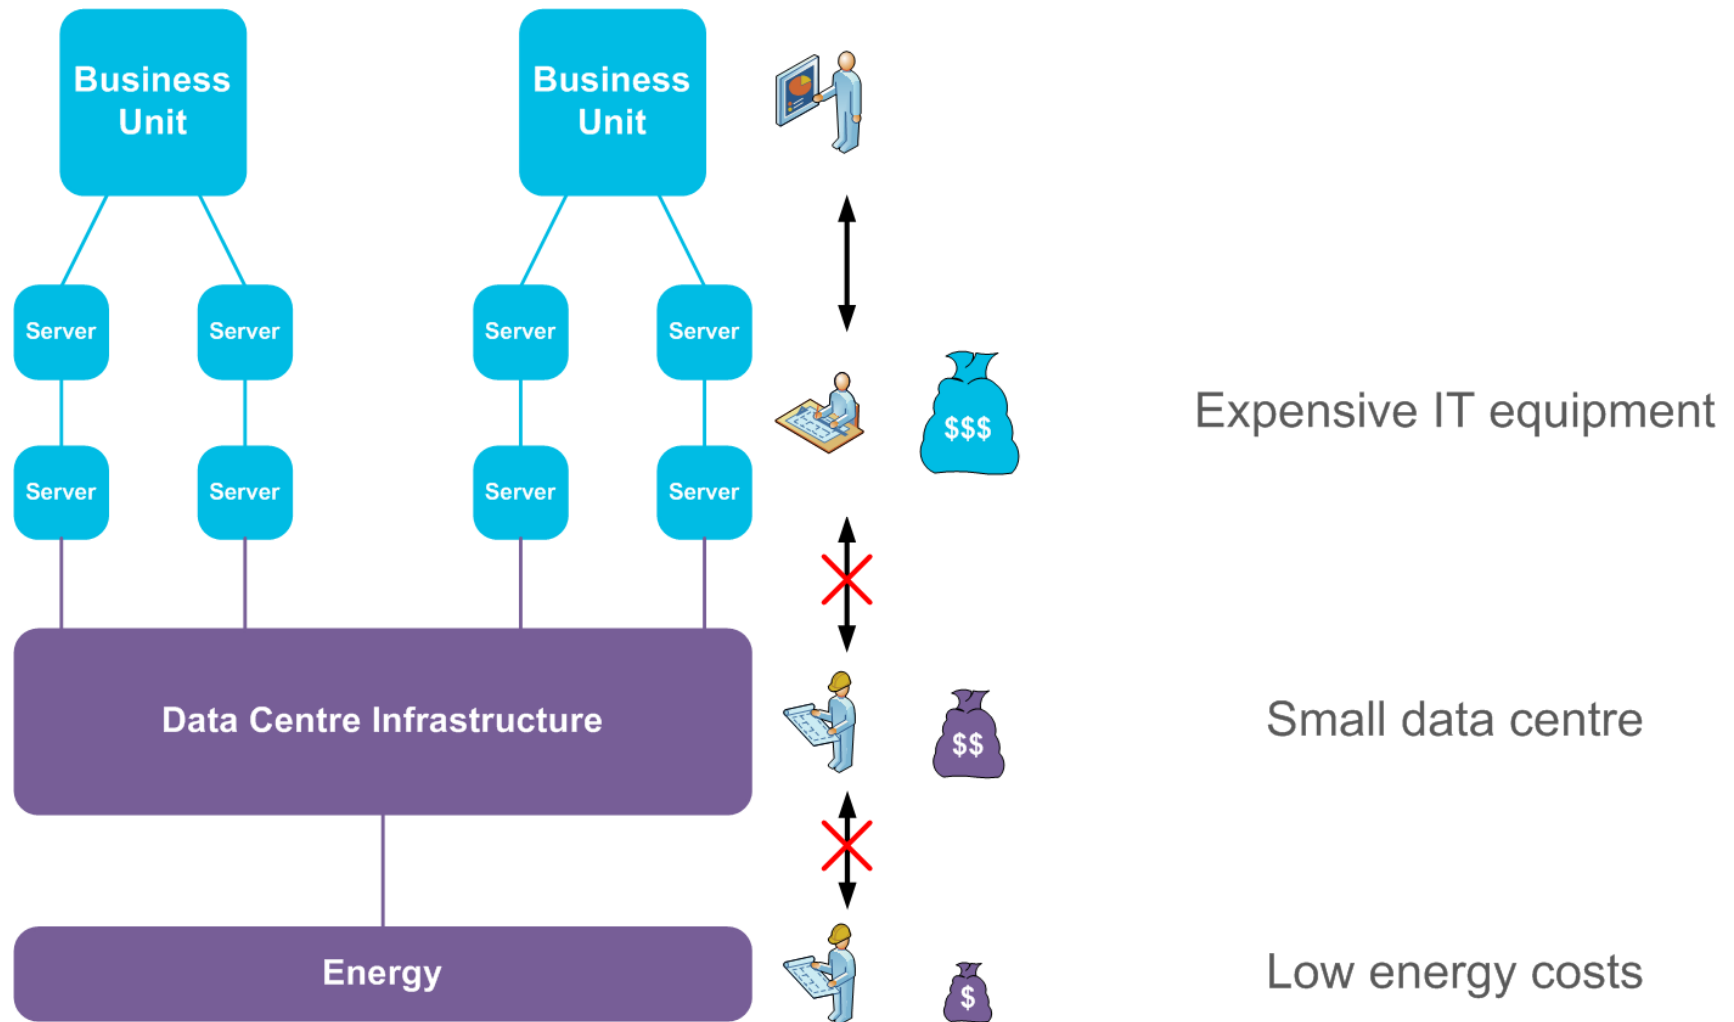 Business
Unit
Business
Unit
Server
Server
Server
Server
$$$
Expensive IT equipment
Server
Server
Server
Server
Data Centre Infrastructure
$$
Small data centre
Energy
$
Low energy costs